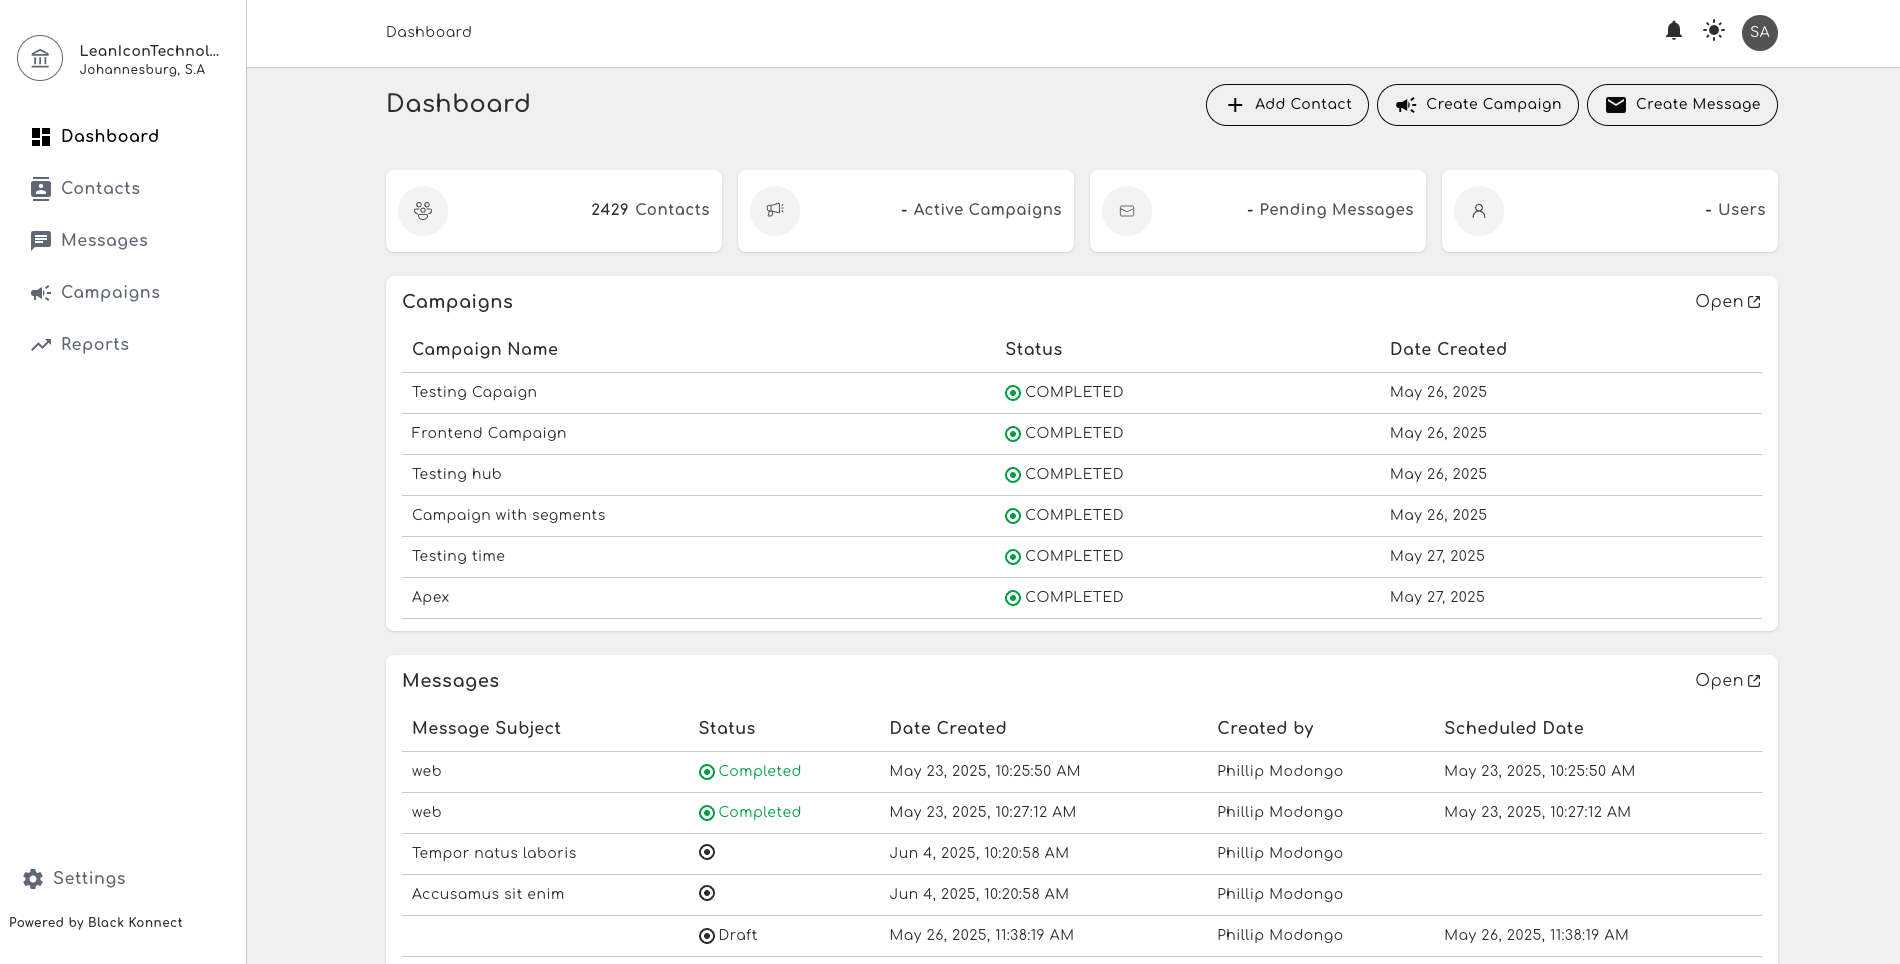 LeanIconTechnol...
Johannesburg, S.A
Dashboard
Contacts
Messages
Campaigns
Reports
Settings
Powered by Black Konnect
Dashboard
SA
Dashboard
Add Contact
Create Campaign
Create Message
2429 Contacts
- Active Campaigns
- Pending Messages
- Users
Campaigns
Open
Campaign Name Status Date Created
Testing Capaign COMPLETED May 26, 2025
Frontend Campaign COMPLETED May 26, 2025
Testing hub COMPLETED May 26, 2025
Campaign with segments COMPLETED May 26, 2025
Testing time COMPLETED May 27, 2025
Apex COMPLETED May 27, 2025
Messages
Open
Message Subject Status Date Created Created by Scheduled Date
web Completed May 23, 2025, 10:25:50 AM Phillip Modongo May 23, 2025, 10:25:50 AM
web Completed May 23, 2025, 10:27:12 AM Phillip Modongo May 23, 2025, 10:27:12 AM
Tempor natus laboris Jun 4, 2025, 10:20:58 AM Phillip Modongo
Accusamus sit enim Jun 4, 2025, 10:20:58 AM Phillip Modongo
Draft May 26, 2025, 11:38:19 AM Phillip Modongo May 26, 2025, 11:38:19 AM